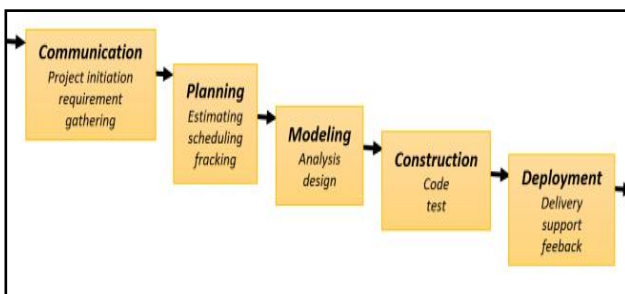 Communication
Project initiation
requirement
gathering
Planning
Estimating
scheduling
fracking
Modeling
Analysis
design
Construction
Code
test
Deployment
Delivery
support
feeback